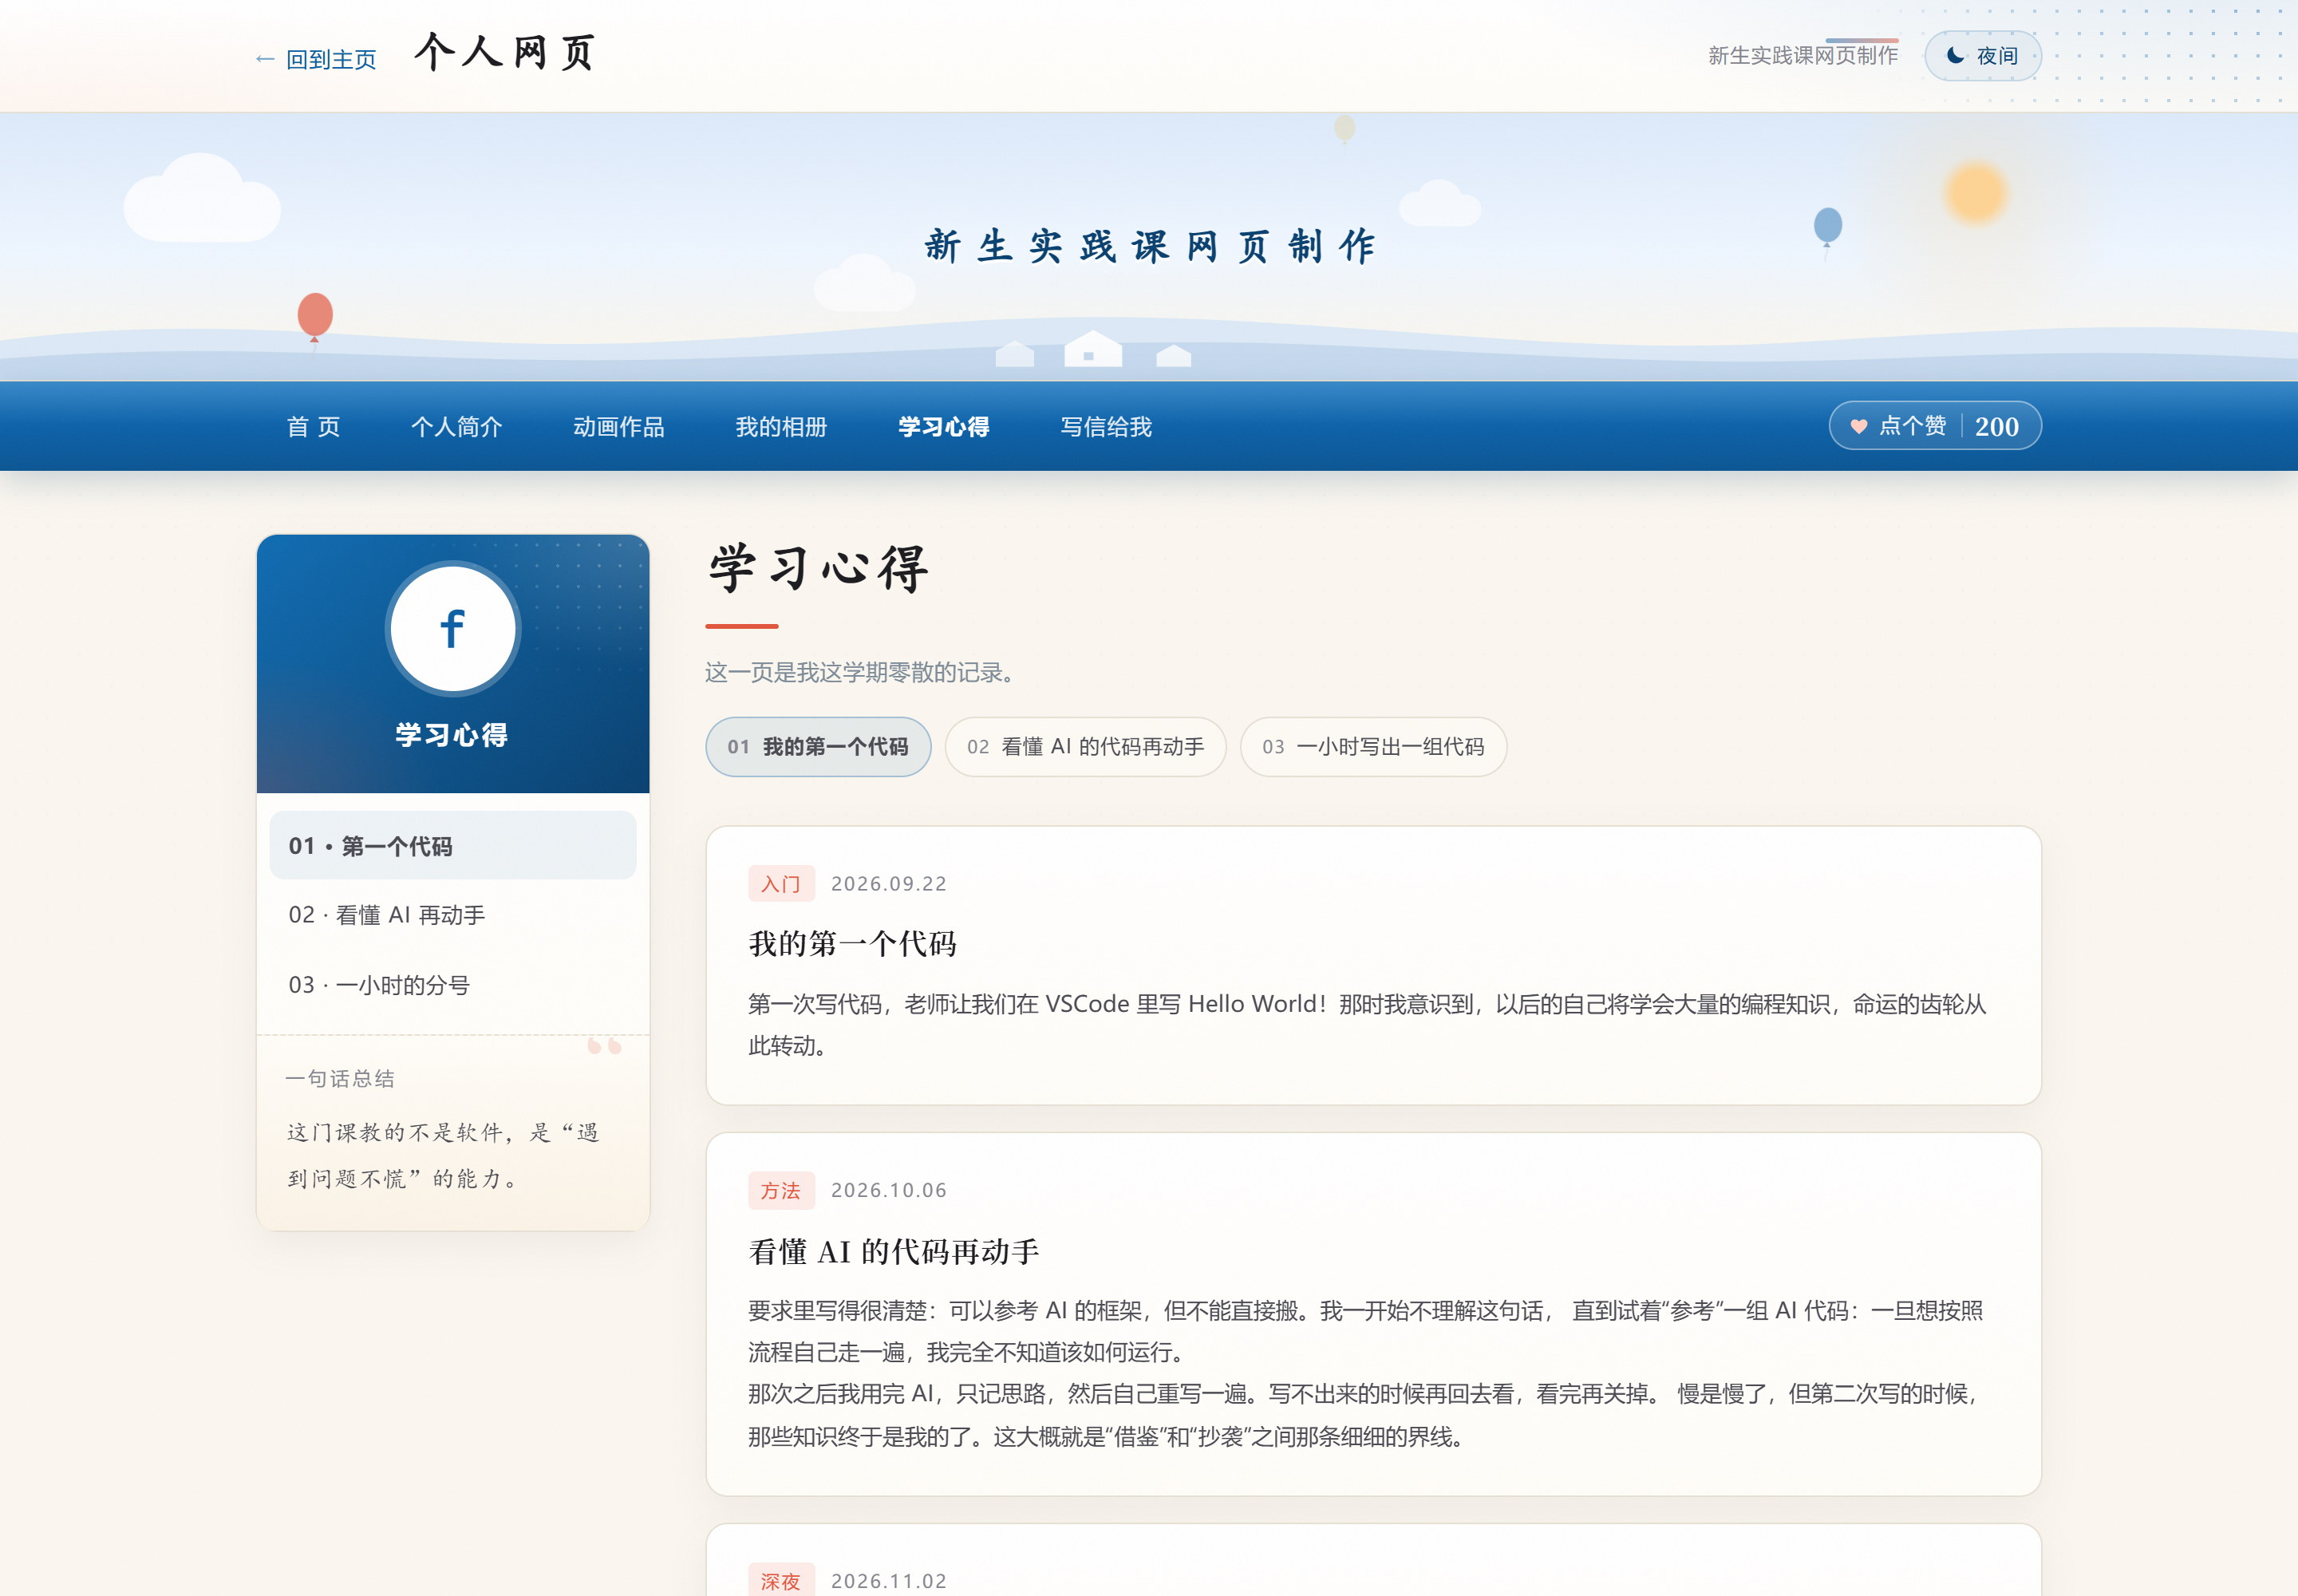 ← 回到主页
个人网页
新生实践课网页制作
夜间
新生实践课网页制作
首 页
个人简介
动画作品
我的相册
学习心得
写信给我
点个赞
200
f
学习心得
01 · 第一个代码
02 · 看懂 AI 再动手
03 · 一小时的分号
一句话总结
这门课教的不是软件，是“遇
到问题不慌”的能力。
学习心得
这一页是我这学期零散的记录。
01 我的第一个代码
02 看懂 AI 的代码再动手
03 一小时写出一组代码
入门 2026.09.22
我的第一个代码
第一次写代码，老师让我们在 VSCode 里写 Hello World！那时我意识到，以后的自己将学会大量的编程知识，命运的齿轮从
此转动。
方法 2026.10.06
看懂 AI 的代码再动手
要求里写得很清楚：可以参考 AI 的框架，但不能直接搬。我一开始不理解这句话， 直到试着“参考”一组 AI 代码：一旦想按照
流程自己走一遍，我完全不知道该如何运行。
那次之后我用完 AI，只记思路，然后自己重写一遍。写不出来的时候再回去看，看完再关掉。 慢是慢了，但第二次写的时候，
那些知识终于是我的了。这大概就是“借鉴”和“抄袭”之间那条细细的界线。
深夜 2026.11.02